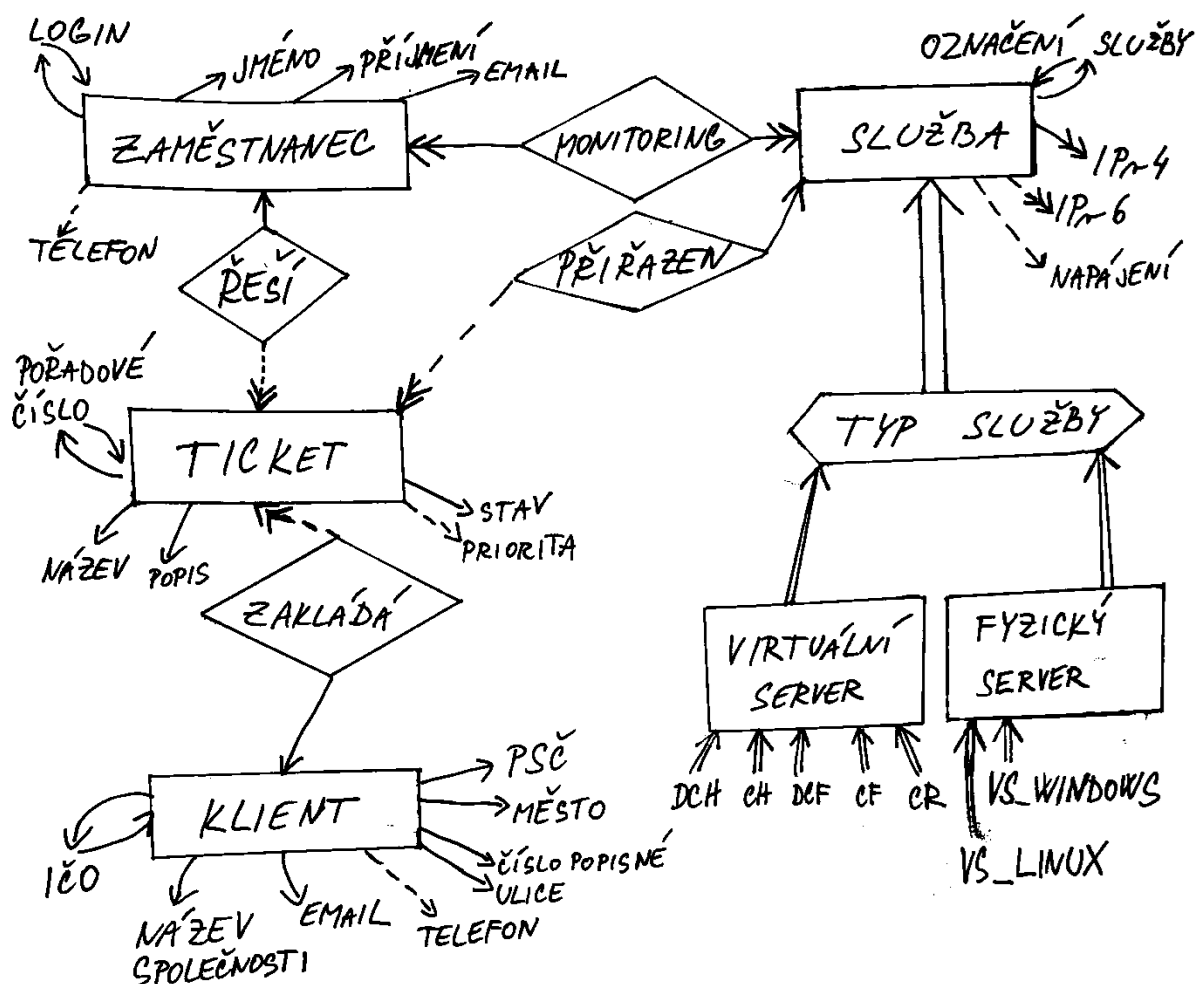 LOGIN
JMÉNO
PŘÍJMENÍ
EMAIL
OZNAČENÍ SLUŽBY
ZAMĚSTNANEC
MONITORING
SLUŽBA
IPv4
IPv6
NAPÁJENÍ
TELEFON
ŘEŠÍ
PŘIŘAZEN
POŘADOVÉ
ČÍSLO
TICKET
TYP SLUŽBY
STAV
PRIORITA
NÁZEV
POPIS
ZAKLÁDÁ
VIRTUÁLNÍ
SERVER
FYZICKÝ
SERVER
DCH
CH
DCF
CF
CR
VS_WINDOWS
VS_LINUX
KLIENT
PSČ
MĚSTO
ČÍSLO POPISNÉ
ULICE
IČO
NÁZEV
SPOLEČNOSTI
EMAIL
TELEFON